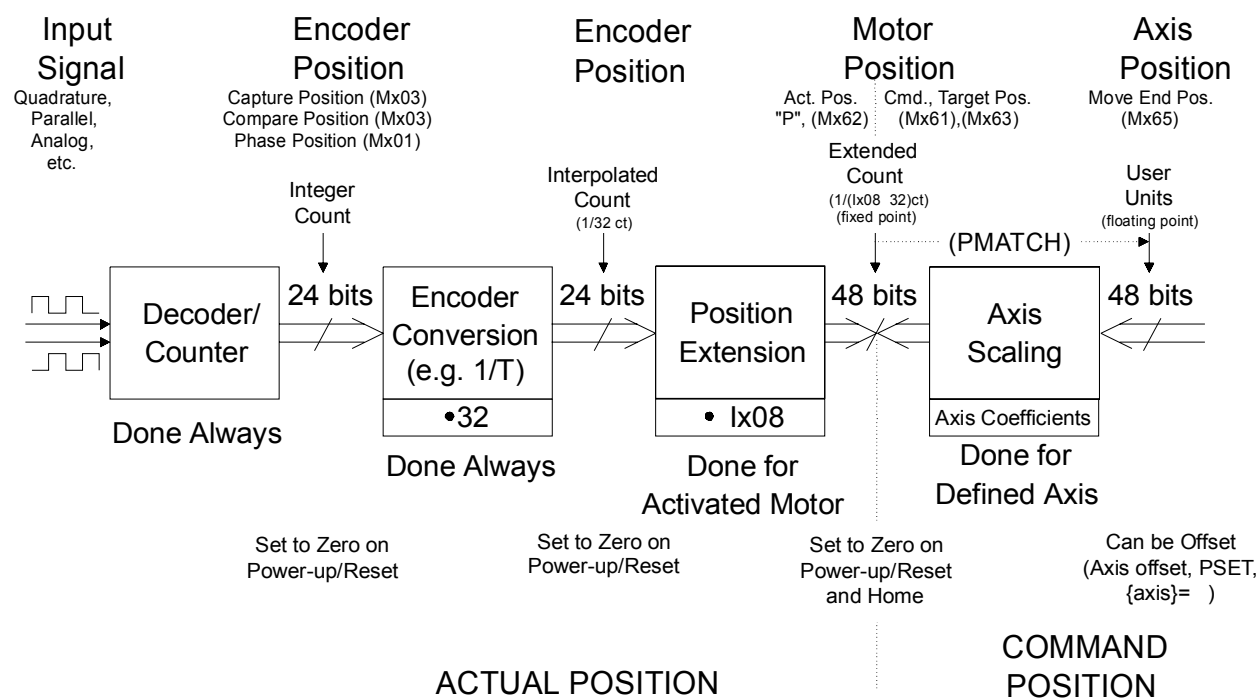 Input
Signal
Quadrature,
Parallel,
Analog,
etc.
Encoder
Position
Capture Position (Mx03)
Compare Position (Mx03)
Phase Position (Mx01)
Encoder
Position
Motor
Position
Act. Pos.
"P", (Mx62)
Cmd., Target Pos.
(Mx61),(Mx63)
Axis
Position
Move End Pos.
(Mx65)
Integer
Count
Interpolated
Count
(1/32 ct)
Extended
Count
(1/(Ix08 32)ct)
(fixed point)
User
Units
(floating point)
(PMATCH)
Decoder/
Counter
24 bits
Encoder
Conversion
(e.g. 1/T)
•32
24 bits
Position
Extension
• Ix08
48 bits
Axis
Scaling
Axis Coefficients
48 bits
Done Always
Done Always
Done for
Activated Motor
Done for
Defined Axis
Set to Zero on
Power-up/Reset
Set to Zero on
Power-up/Reset
Set to Zero on
Power-up/Reset
and Home
Can be Offset
(Axis offset, PSET,
{axis}= )
ACTUAL POSITION
COMMAND
POSITION